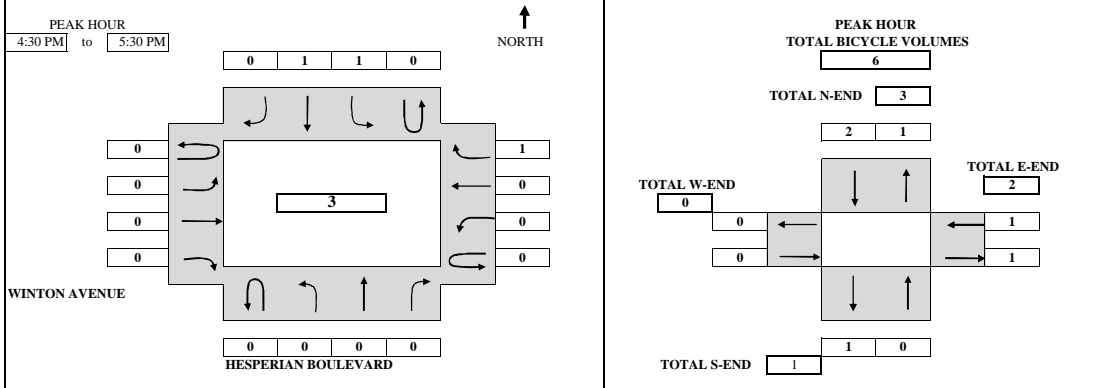 PEAK HOUR
4:30 PM to 5:30 PM
NORTH
0 1 1 0
0 1
0 0
3
0 0
0 0
WINTON AVENUE
0 0 0 0
HESPERIAN BOULEVARD
PEAK HOUR
TOTAL BICYCLE VOLUMES
6
TOTAL N-END 3
2 1
TOTAL E-END
2
TOTAL W-END
0
0 1
0 1
1 0
TOTAL S-END 1